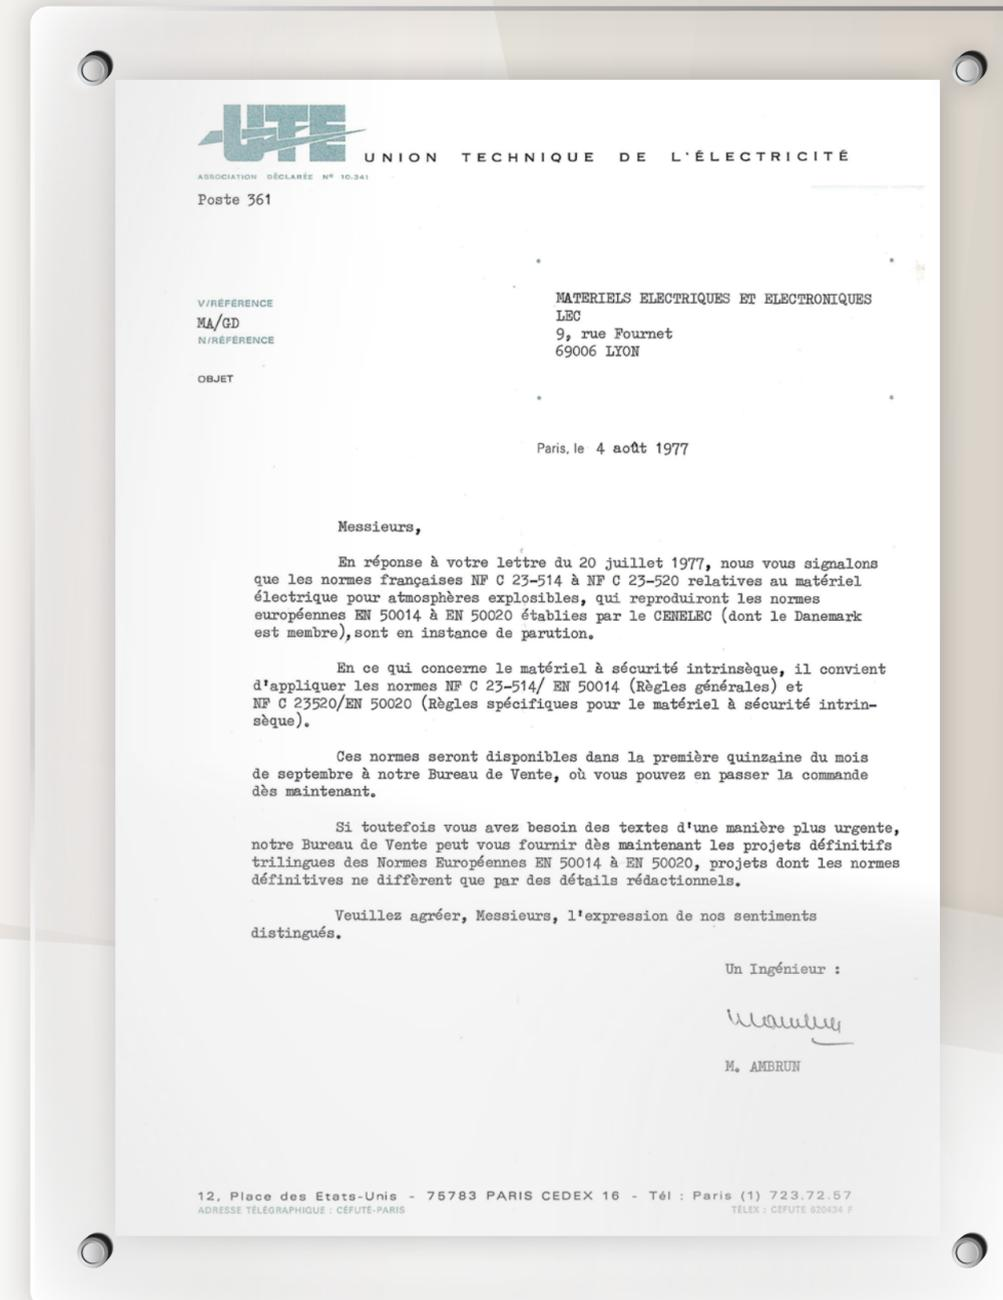 UTE
UNION TECHNIQUE DE L'ÉLECTRICITÉ
ASSOCIATION DÉCLARÉE Nº 10.341
Poste 361
V/RÉFÉRENCE
MA/GD
N/RÉFÉRENCE
OBJET
MATERIELS ELECTRIQUES ET ELECTRONIQUES
LEC
9, rue Fournet
69006 LYON
Paris, le 4 août 1977
Messieurs,
En réponse à votre lettre du 20 juillet 1977, nous vous signalons
que les normes françaises NF C 23-514 à NF C 23-520 relatives au matériel
électrique pour atmosphères explosibles, qui reproduiront les normes
européennes EN 50014 à EN 50020 établies par le CENELEC (dont le Danemark
est membre), sont en instance de parution.
En ce qui concerne le matériel à sécurité intrinsèque, il convient
d'appliquer les normes NF C 23-514/ EN 50014 (Règles générales) et
NF C 23520/EN 50020 (Règles spécifiques pour le matériel à sécurité intrin-
sèque).
Ces normes seront disponibles dans la première quinzaine du mois
de septembre à notre Bureau de Vente, où vous pouvez en passer la commande
dès maintenant.
Si toutefois vous avez besoin des textes d'une manière plus urgente,
notre Bureau de Vente peut vous fournir dès maintenant les projets définitifs
trilingues des Normes Européennes EN 50014 à EN 50020, projets dont les normes
définitives ne diffèrent que par des détails rédactionnels.
Veuillez agréer, Messieurs, l'expression de nos sentiments
distingués.
Un Ingénieur :
M. AMBRUN
12, Place des Etats-Unis - 75783 PARIS CEDEX 16 - Tél : Paris (1) 723.72.57
ADRESSE TÉLÉGRAPHIQUE : CÉFUTÉ-PARIS
TÉLEX : CEFUTE 620434 F